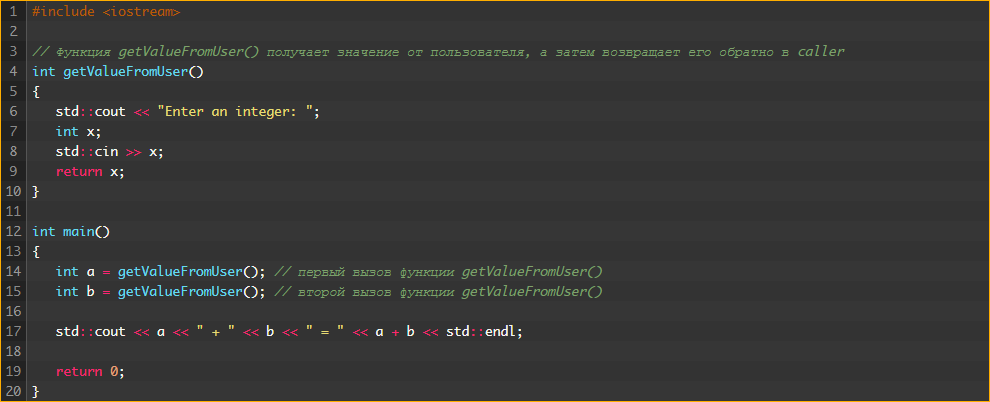 1 #include <iostream>
2
3 // функция getValueFromUser() получает значение от пользователя, а затем возвращает его обратно в caller
4 int getValueFromUser()
5 {
6 std::cout << "Enter an integer: ";
7 int x;
8 std::cin >> x;
9 return x;
10 }
11
12 int main()
13 {
14 int a = getValueFromUser(); // первый вызов функции getValueFromUser()
15 int b = getValueFromUser(); // второй вызов функции getValueFromUser()
16
17 std::cout << a << " + " << b << " = " << a + b << std::endl;
18
19 return 0;
20 }